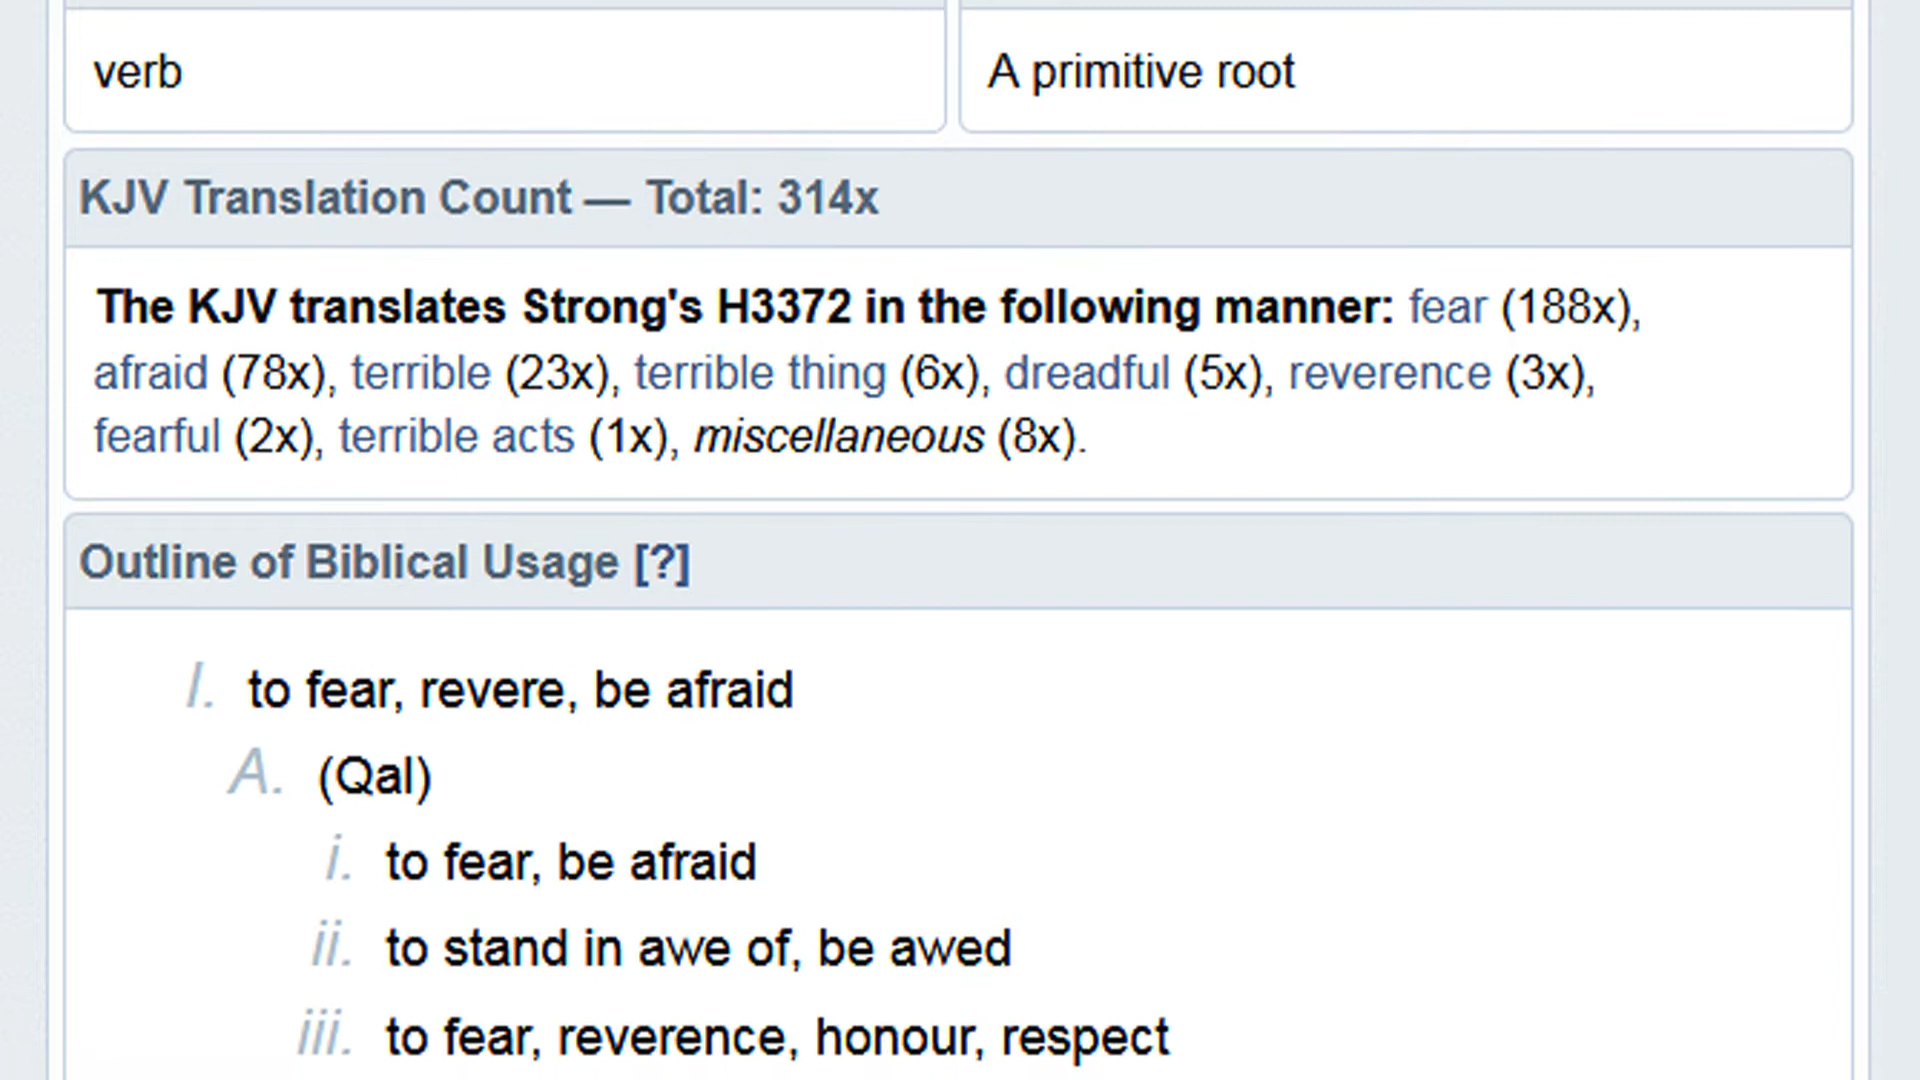 verb
A primitive root
KJV Translation Count — Total: 314x
The KJV translates Strong's H3372 in the following manner: fear (188x),
afraid (78x), terrible (23x), terrible thing (6x), dreadful (5x), reverence (3x),
fearful (2x), terrible acts (1x), miscellaneous (8x).
Outline of Biblical Usage [?]
I. to fear, revere, be afraid
A. (Qal)
i. to fear, be afraid
ii. to stand in awe of, be awed
iii. to fear, reverence, honour, respect